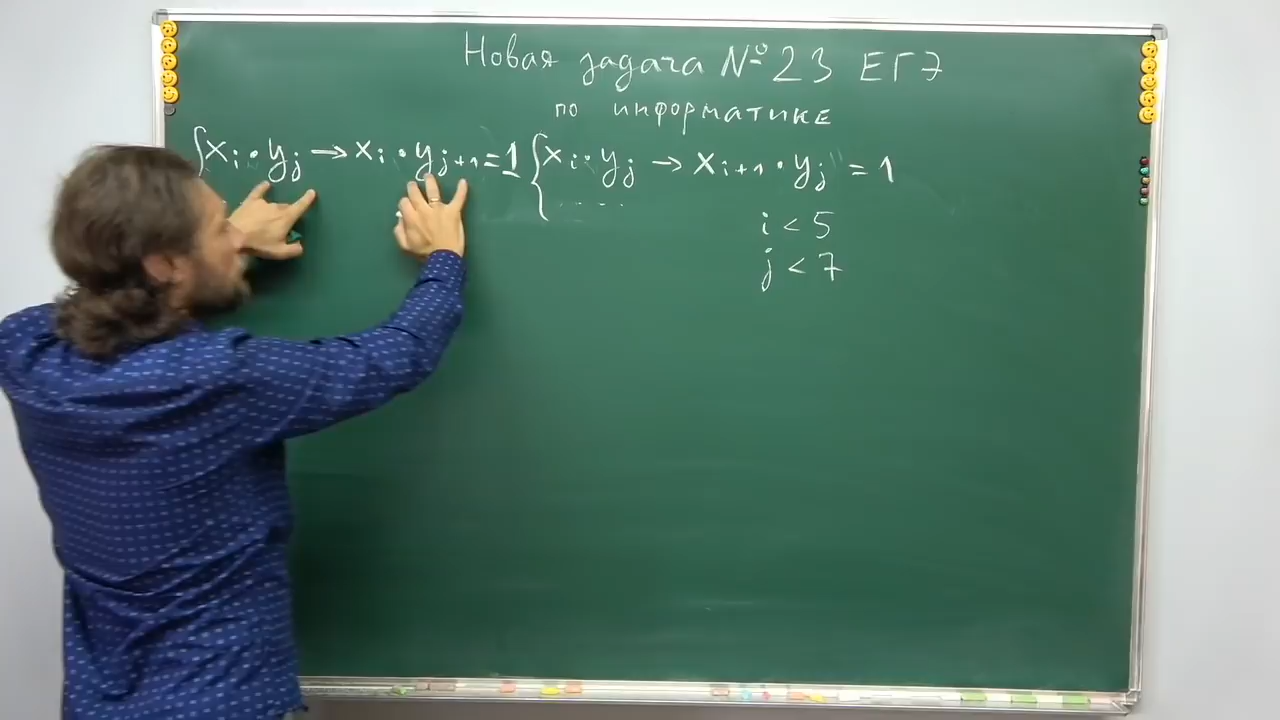 Новая задача №23 ЕГЭ
по информатике
{xᵢ · yⱼ → xᵢ · yⱼ₊₁ = 1 {xᵢ · yⱼ → xᵢ₊₁ · yⱼ = 1
i < 5
j < 7